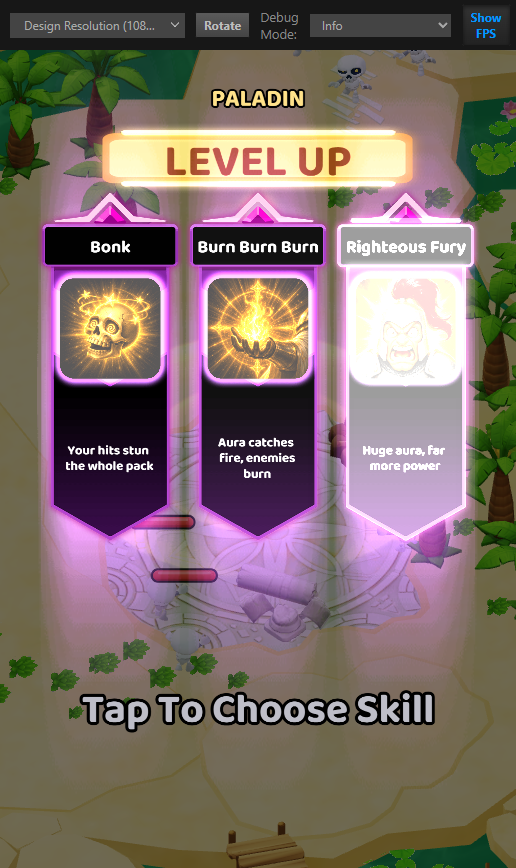 Design Resolution (108...
Rotate
Debug
Mode:
Info
Show
FPS
PALADIN
LEVEL UP
Bonk
Burn Burn Burn
Righteous Fury
Your hits stun
the whole pack
Aura catches
fire, enemies
burn
Huge aura, far
more power
Tap To Choose Skill